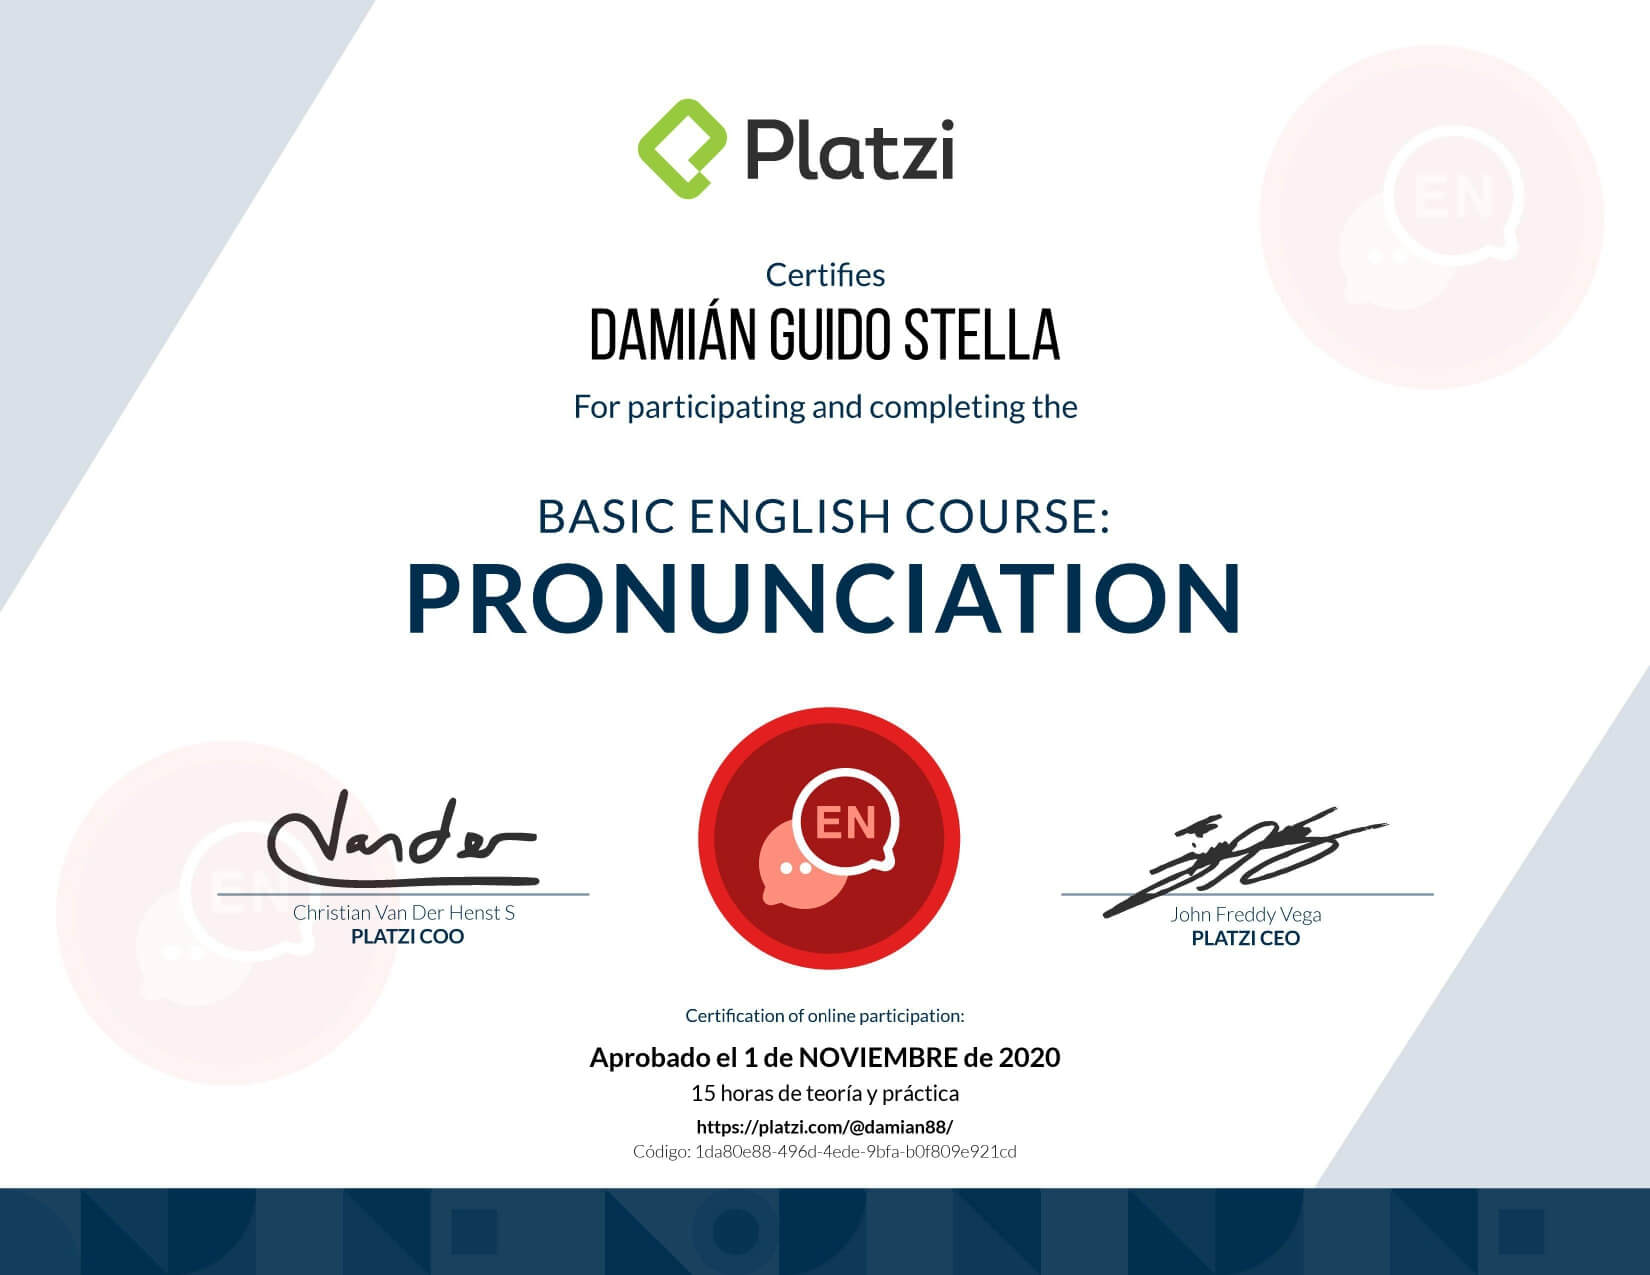 Platzi
EN
Certifies
DAMIÁN GUIDO STELLA
For participating and completing the
BASIC ENGLISH COURSE:
PRONUNCIATION
EN
Vander
EN
Christian Van Der Henst S
PLATZI COO
John Freddy Vega
PLATZI CEO
Certification of online participation:
Aprobado el 1 de NOVIEMBRE de 2020
15 horas de teoría y práctica
https://platzi.com/@damian88/
Código: 1da80e88-496d-4ede-9bfa-b0f809e921cd